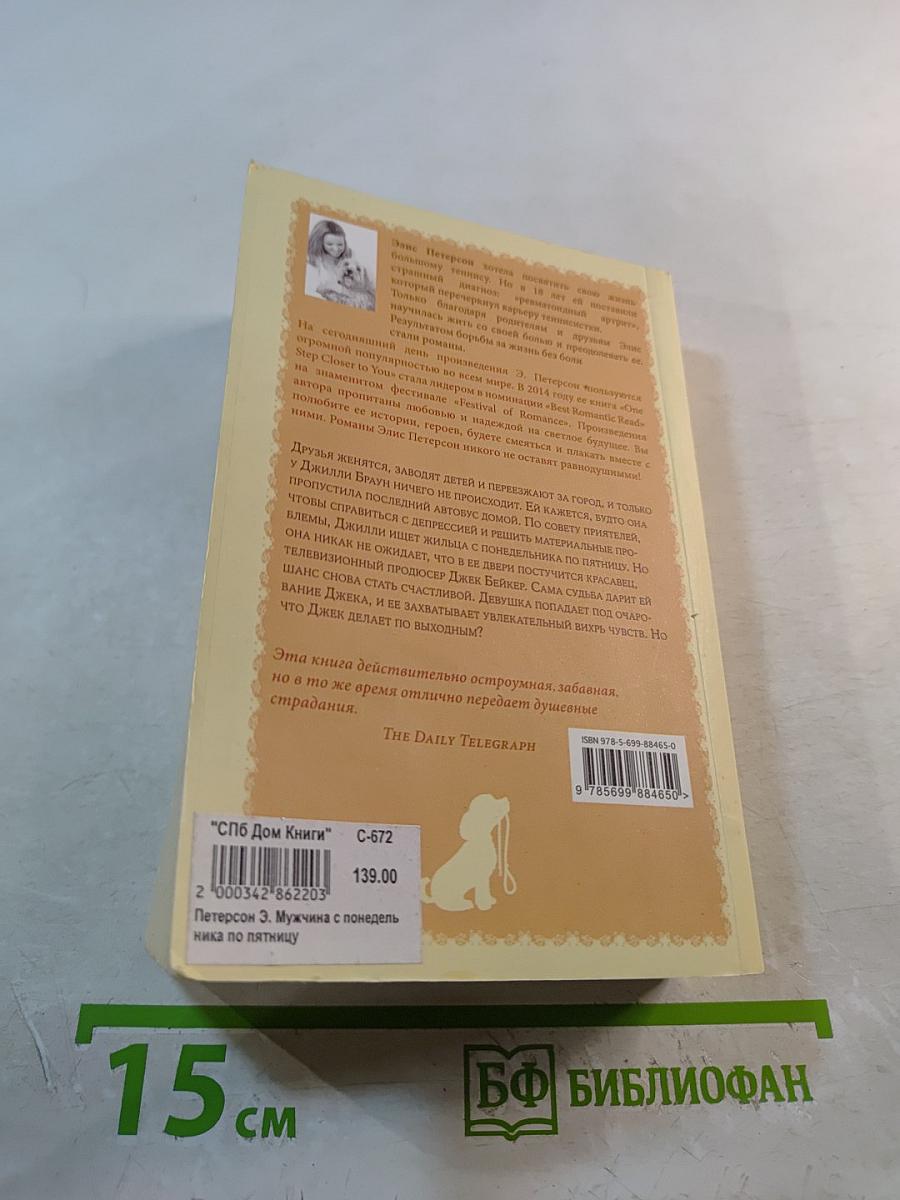 Элис Петерсон хотела посвятить свою жизнь
большому теннису. Но в 18 лет ей поставили
страшный диагноз: «ревматоидный артрит»,
который перечеркнул карьеру теннисистки.
Только благодаря родителям и друзьям Элис
научилась жить со своей болью и преодолевать ее.
Результатом борьбы за жизнь без боли
стали романы.
На сегодняшний день произведения Э. Петерсон пользуются
огромной популярностью во всем мире. В 2014 году ее книга «One
Step Closer to You» стала лидером в номинации «Best Romantic Read»
на знаменитом фестивале «Festival of Romance». Произведения
автора пропитаны любовью и надеждой на светлое будущее. Вы
полюбите ее истории, героев, будете смеяться и плакать вместе с
ними. Романы Элис Петерсон никого не оставят равнодушными!
Друзья женятся, заводят детей и переезжают за город, и только
у Джилли Браун ничего не происходит. Ей кажется, будто она
пропустила последний автобус домой. По совету приятелей,
чтобы справиться с депрессией и решить материальные про-
блемы, Джилли ищет жильца с понедельника по пятницу. Но
она никак не ожидает, что в ее двери постучится красавец,
телевизионный продюсер Джек Бейкер. Сама судьба дарит ей
шанс снова стать счастливой. Девушка попадает под очаро-
вание Джека, и ее захватывает увлекательный вихрь чувств. Но
что Джек делает по выходным?
Эта книга действительно остроумная, забавная,
но в то же время отлично передает душевные
страдания.
The Daily Telegraph
ISBN 978-5-699-88465-0
9 785699 884650 >
"СПб Дом Книги" С-672
139.00
2 000342 862203
Петерсон Э. Мужчина с понедель
ника по пятницу
15 см
БФ БИБЛИОФАН